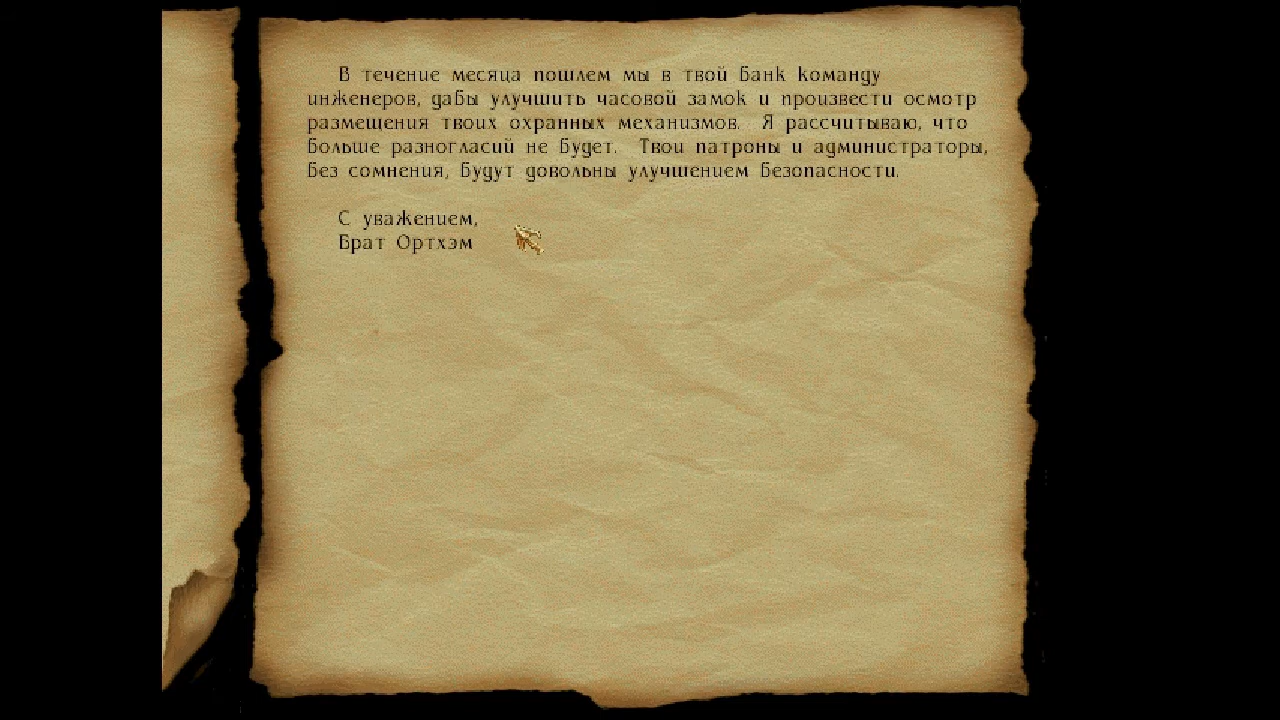 В течение месяца пошлем мы в твой банк команду
инженеров, дабы улучшить часовой замок и произвести осмотр
размещения твоих охранных механизмов. Я рассчитываю, что
больше разногласий не будет. Твои патроны и администраторы,
без сомнения, будут довольны улучшением безопасности.
С уважением,
Брат Ортхэм